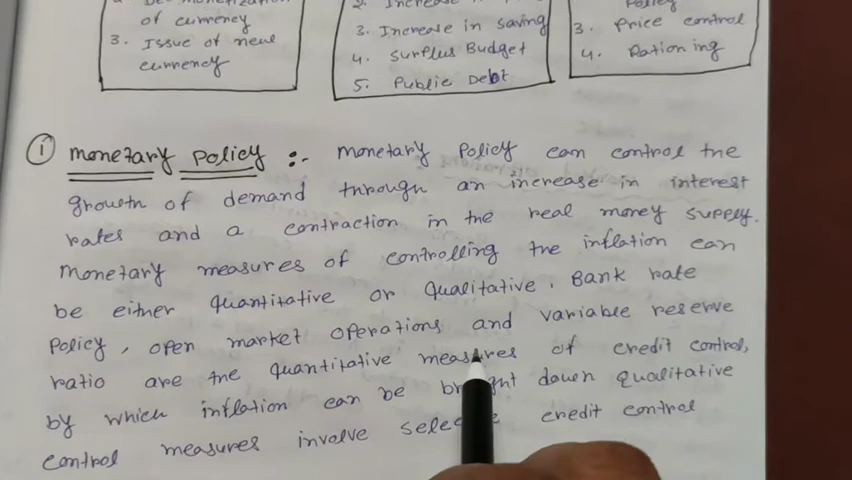 of currency
3. Issue of new
currency
3. Increase in saving
4. Surplus Budget
5. Public Debt
3. Price control
4. Rationing
① Monetary Policy :- Monetary Policy can control the
growth of demand through an increase in interest
rates and a contraction in the real money supply.
Monetary measures of controlling the inflation can
be either quantitative or qualitative. Bank rate
policy, open market operations and variable reserve
ratio are the quantitative measures of credit control,
by which inflation can be brought down qualitative
control measures involve credit control